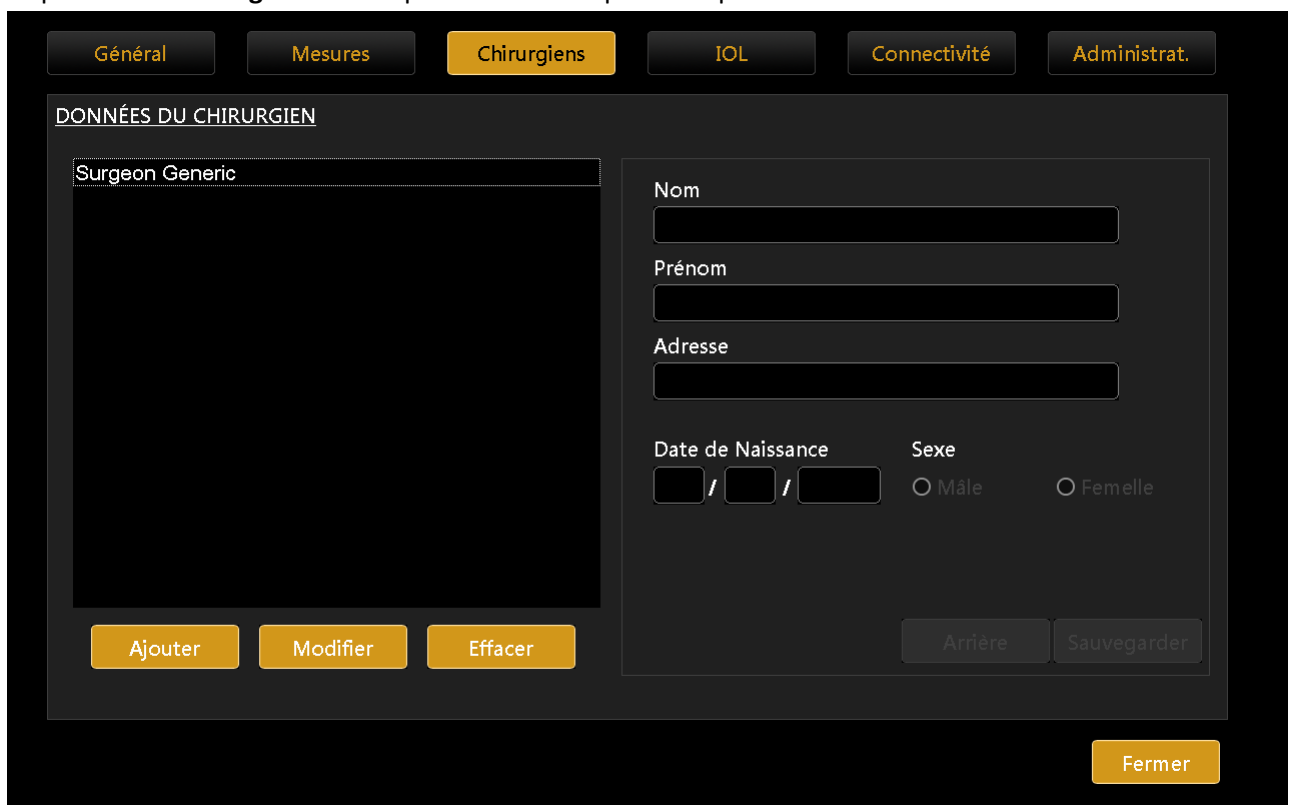 Général Mesures Chirurgiens IOL Connectivité Administrat.
DONNÉES DU CHIRURGIEN
Surgeon Generic
Nom
Prénom
Adresse
Date de Naissance Sexe
/ / Mâle Femelle
Arrière Sauvegarder
Ajouter Modifier Effacer
Fermer